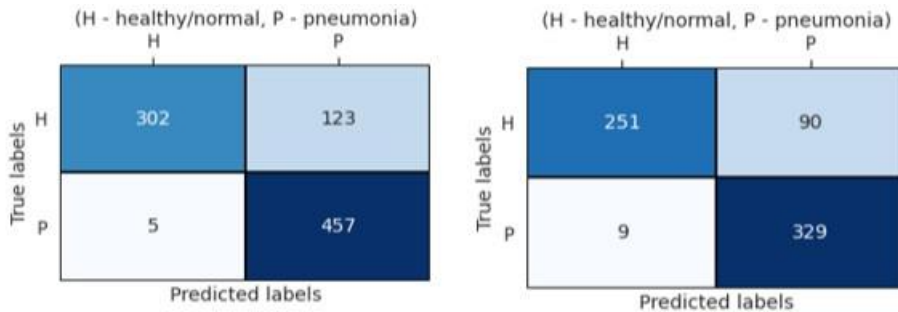 (H - healthy/normal, P - pneumonia)
H P
True labels
H 302 123
P 5 457
Predicted labels
(H - healthy/normal, P - pneumonia)
H P
True labels
H 251 90
P 9 329
Predicted labels